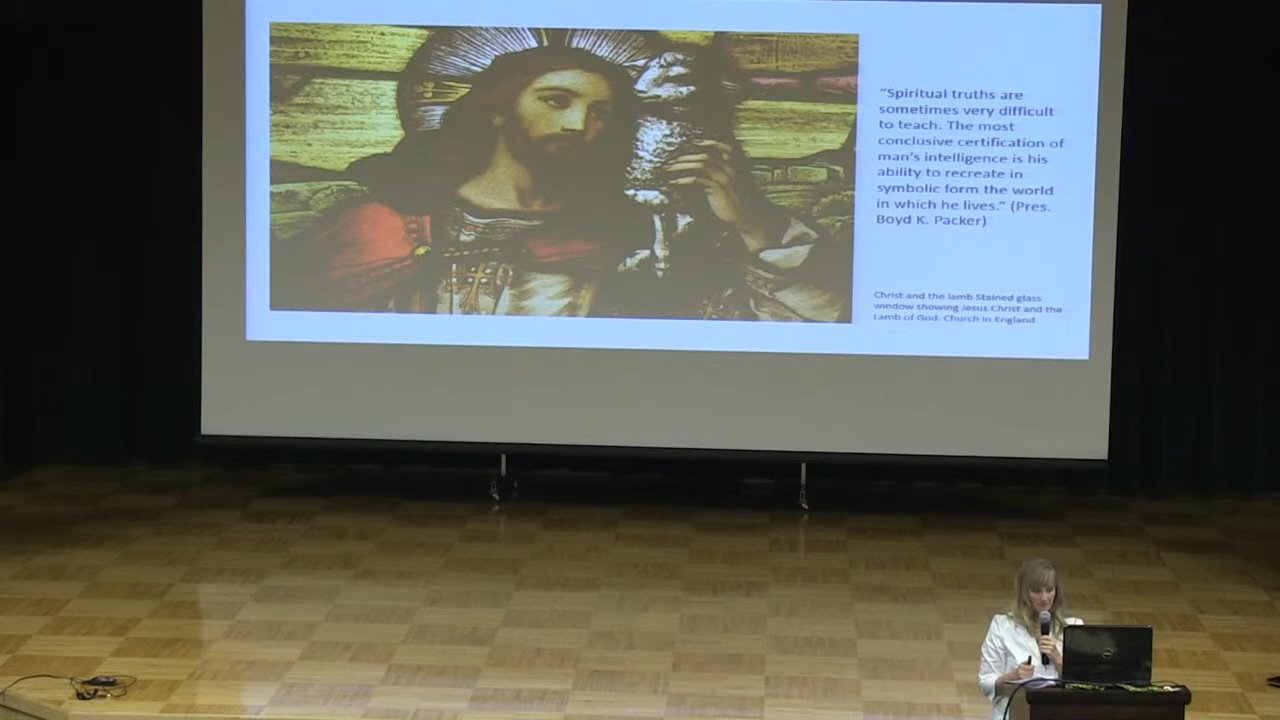 “Spiritual truths are
sometimes very difficult
to teach. The most
conclusive certification of
man’s intelligence is his
ability to recreate in
symbolic form the world
in which he lives.” (Pres.
Boyd K. Packer)
Christ and the lamb Stained glass
window showing Jesus Christ and the
Lamb of God. Church in England